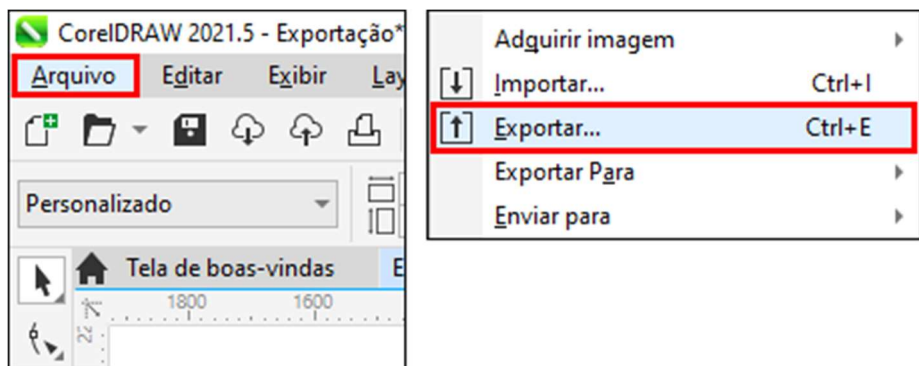 CorelDRAW 2021.5 - Exportação*
Arquivo Editar Exibir Lay
Personalizado
Tela de boas-vindas E
1800 1600
22
Adquirir imagem
Importar... Ctrl+I
Exportar... Ctrl+E
Exportar Para
Enviar para